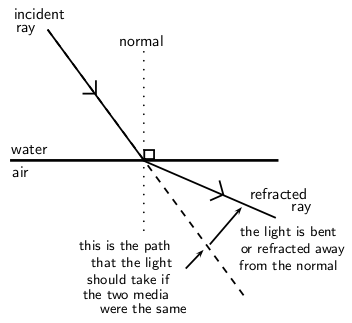 incident
ray
normal
water
air
refracted
ray
the light is bent
or refracted away
from the normal
this is the path
that the light
should take if
the two media
were the same